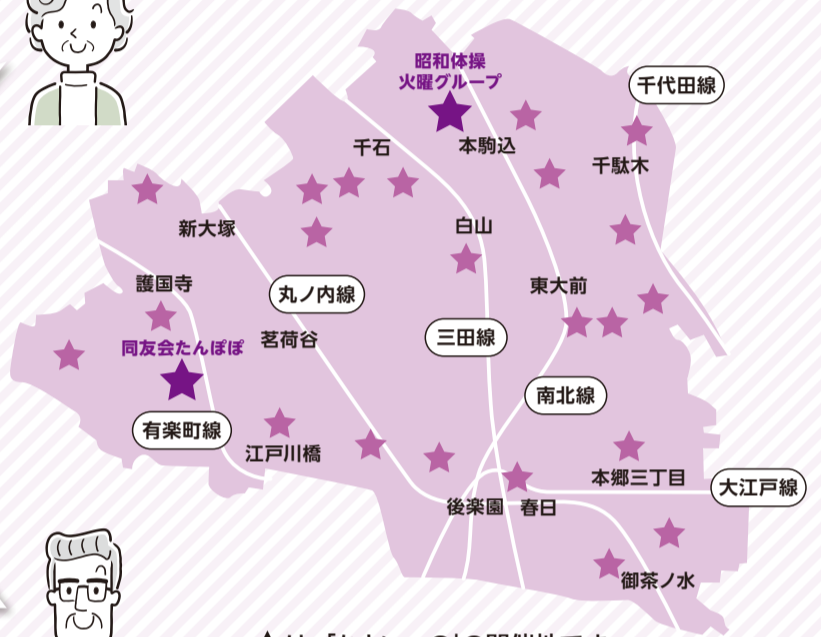 昭和体操
火曜グループ
千代田線
千石
本駒込
千駄木
新大塚
白山
護国寺
丸ノ内線
東大前
同友会たんぽぽ
茗荷谷
三田線
南北線
有楽町線
江戸川橋
本郷三丁目
大江戸線
後楽園
春日
御茶ノ水